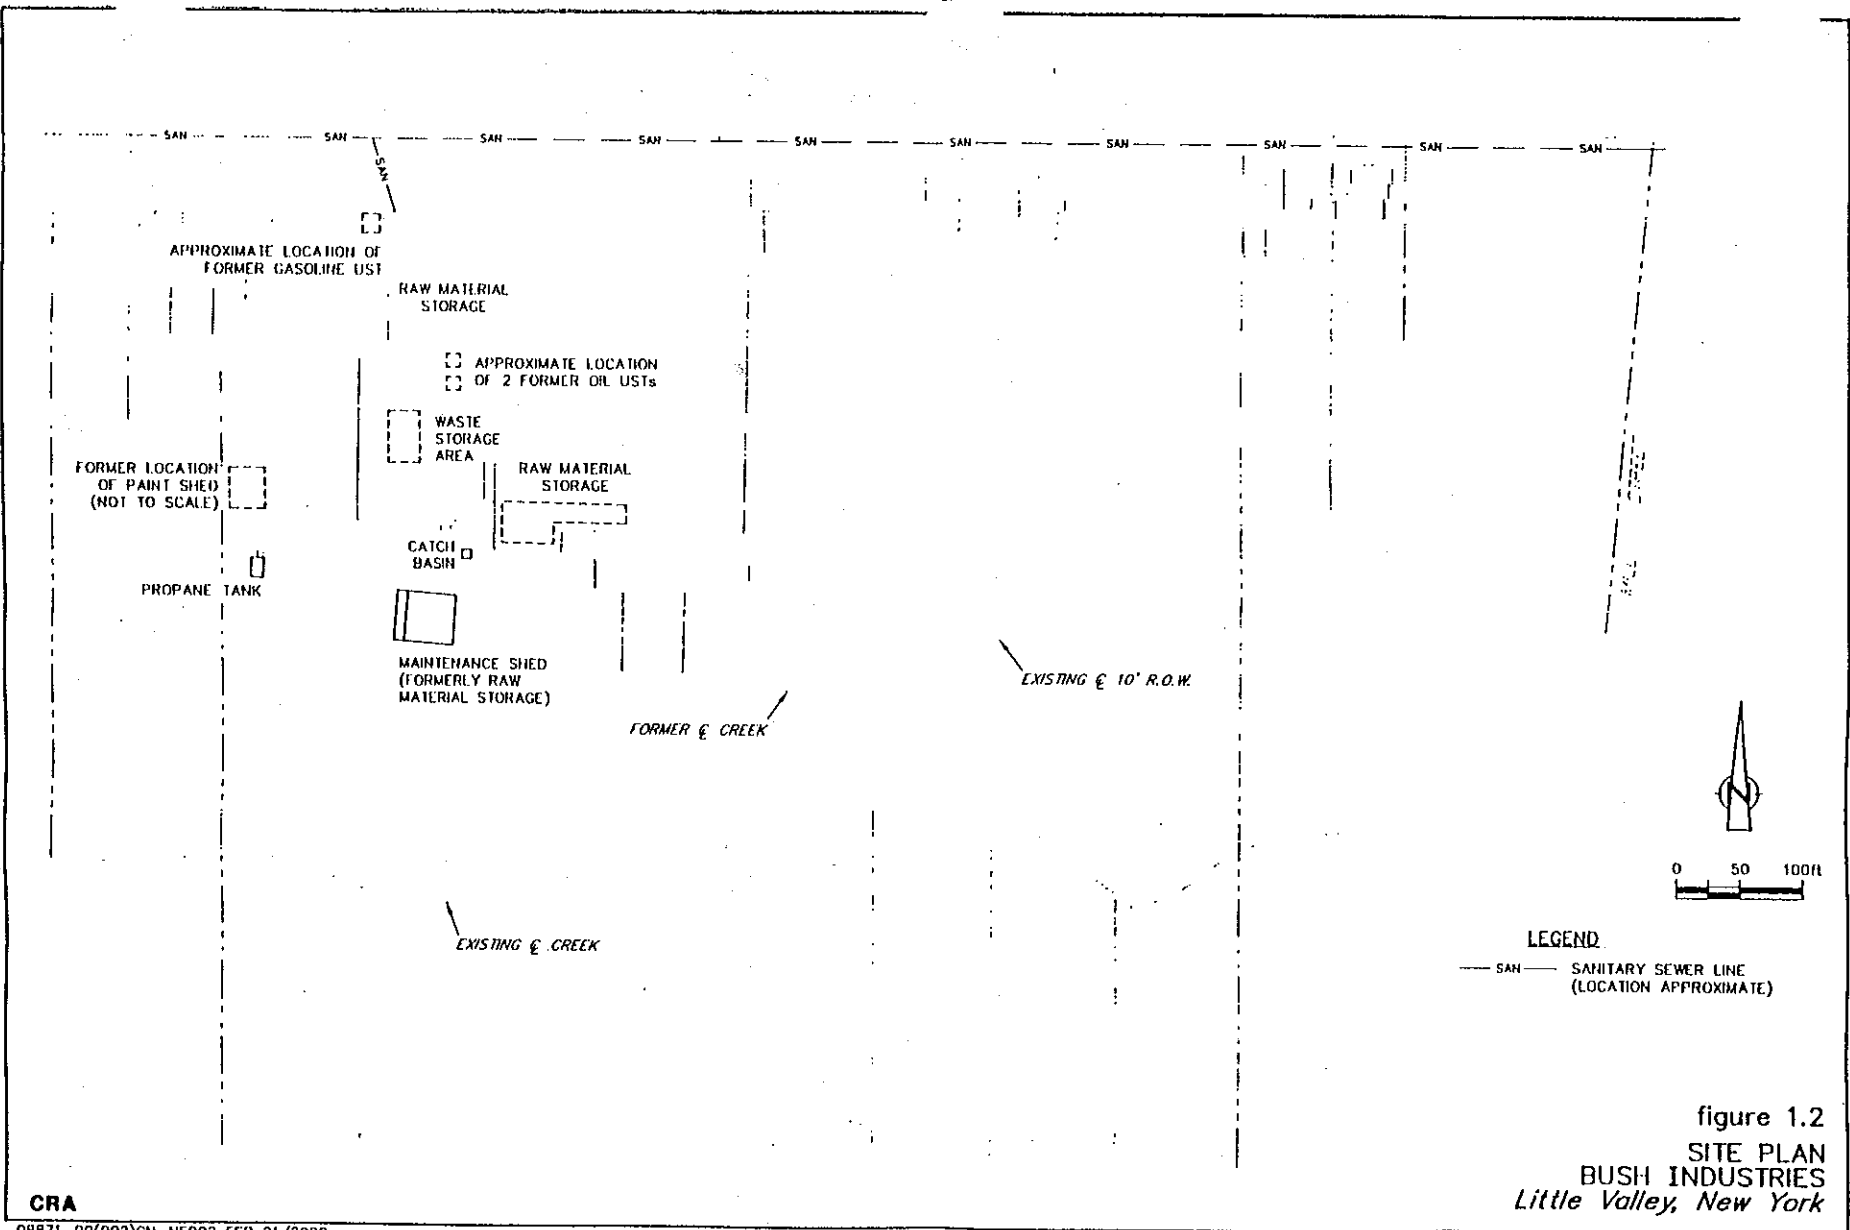 SAN SAN SAN SAN SAN SAN SAN SAN SAN SAN
SAN
APPROXIMATE LOCATION OF
FORMER GASOLINE UST
RAW MATERIAL
STORAGE
APPROXIMATE LOCATION
OF 2 FORMER OIL USTs
WASTE
STORAGE
AREA
FORMER LOCATION
OF PAINT SHED
(NOT TO SCALE)
RAW MATERIAL
STORAGE
CATCH
BASIN
PROPANE TANK
MAINTENANCE SHED
(FORMERLY RAW
MATERIAL STORAGE)
EXISTING ℄ 10' R.O.W.
FORMER ℄ CREEK
EXISTING ℄ CREEK
N
0 50 100ft
LEGEND
SAN SANITARY SEWER LINE
(LOCATION APPROXIMATE)
figure 1.2
SITE PLAN
BUSH INDUSTRIES
Little Valley, New York
CRA